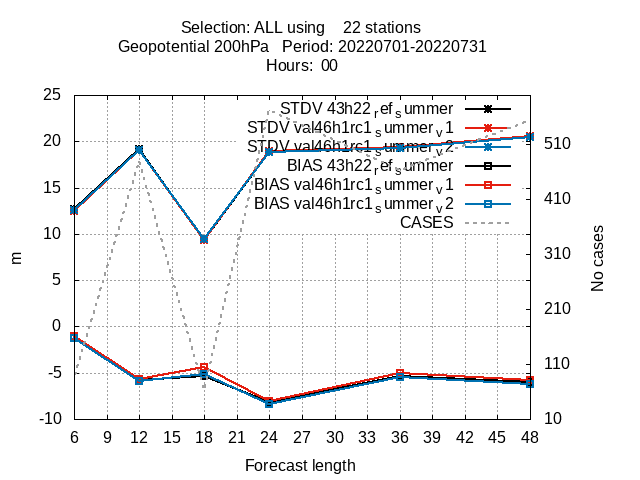 Selection: ALL using    22 stations
Geopotential 200hPa   Period: 20220701-20220731
Hours:  00
25
20
15
10
5
0
-5
-10
m
STDV 43h22_ref_summer
STDV val46h1rc1_summer_v1
STDV val46h1rc1_summer_v2
BIAS 43h22_ref_summer
BIAS val46h1rc1_summer_v1
BIAS val46h1rc1_summer_v2
CASES
510
410
310
210
110
10
No cases
6 9 12 15 18 21 24 27 30 33 36 39 42 45 48
Forecast length